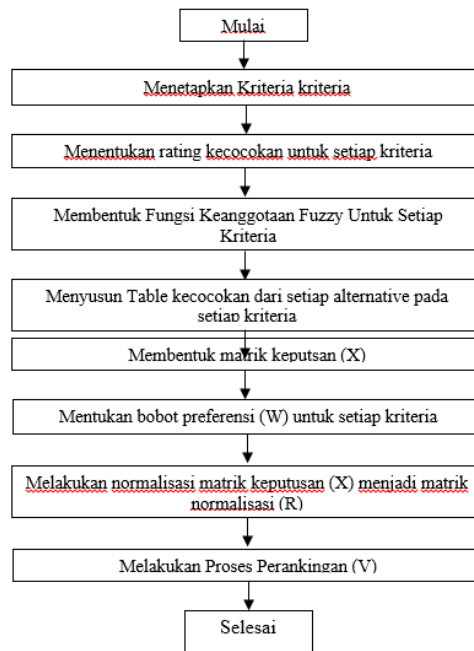 Mulai
Menetapkan Kriteria kriteria
Menentukan rating kecocokan untuk setiap kriteria
Membentuk Fungsi Keanggotaan Fuzzy Untuk Setiap
Kriteria
Menyusun Table kecocokan dari setiap alternative pada
setiap kriteria
Membentuk matrik keputsan (X)
Mentukan bobot preferensi (W) untuk setiap kriteria
Melakukan normalisasi matrik keputusan (X) menjadi matrik
normalisasi (R)
Melakukan Proses Perankingan (V)
Selesai